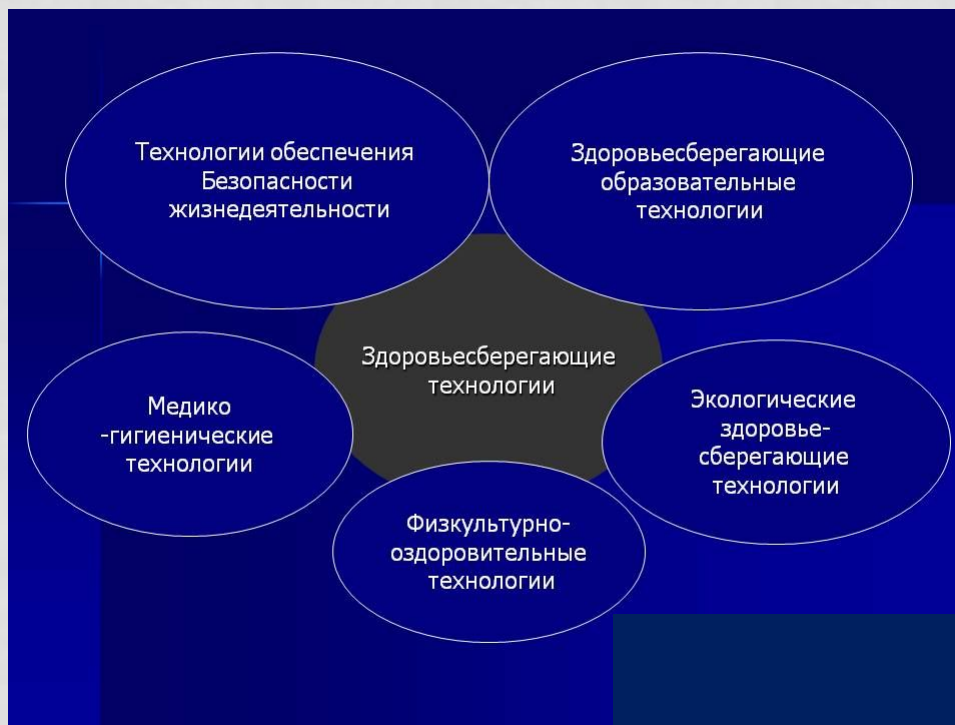 Технологии обеспечения
Безопасности
жизнедеятельности
Здоровьесберегающие
образовательные
технологии
Здоровьесберегающие
технологии
Медико
-гигиенические
технологии
Экологические
здоровье-
сберегающие
технологии
Физкультурно-
оздоровительные
технологии